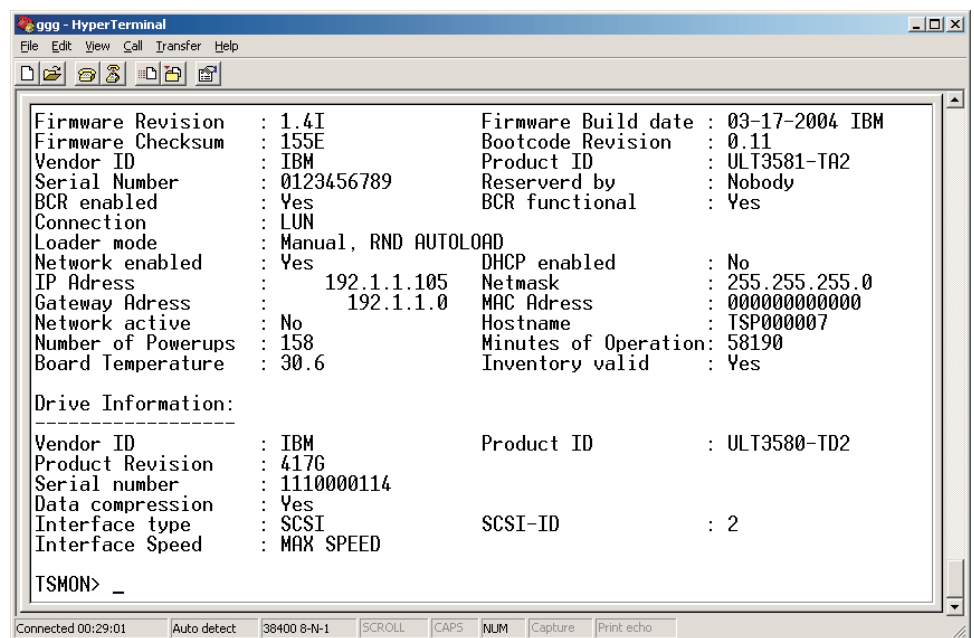 ggg - HyperTerminal
File Edit View Call Transfer Help
Firmware Revision : 1.4I Firmware Build date : 03-17-2004 IBM
Firmware Checksum : 155E Bootcode Revision : 0.11
Vendor ID : IBM Product ID : ULT3581-TA2
Serial Number : 0123456789 Reserverd by : Nobody
BCR enabled : Yes BCR functional : Yes
Connection : LUN
Loader mode : Manual, RND AUTOLOAD
Network enabled : Yes DHCP enabled : No
IP Adress : 192.1.1.105 Netmask : 255.255.255.0
Gateway Adress : 192.1.1.0 MAC Adress : 000000000000
Network active : No Hostname : TSP000007
Number of Powerups : 158 Minutes of Operation: 58190
Board Temperature : 30.6 Inventory valid : Yes
Drive Information:
------------------
Vendor ID : IBM Product ID : ULT3580-TD2
Product Revision : 417G
Serial number : 1110000114
Data compression : Yes
Interface type : SCSI SCSI-ID : 2
Interface Speed : MAX SPEED
TSMON> _
Connected 00:29:01 Auto detect 38400 8-N-1 SCROLL CAPS NUM Capture Print echo